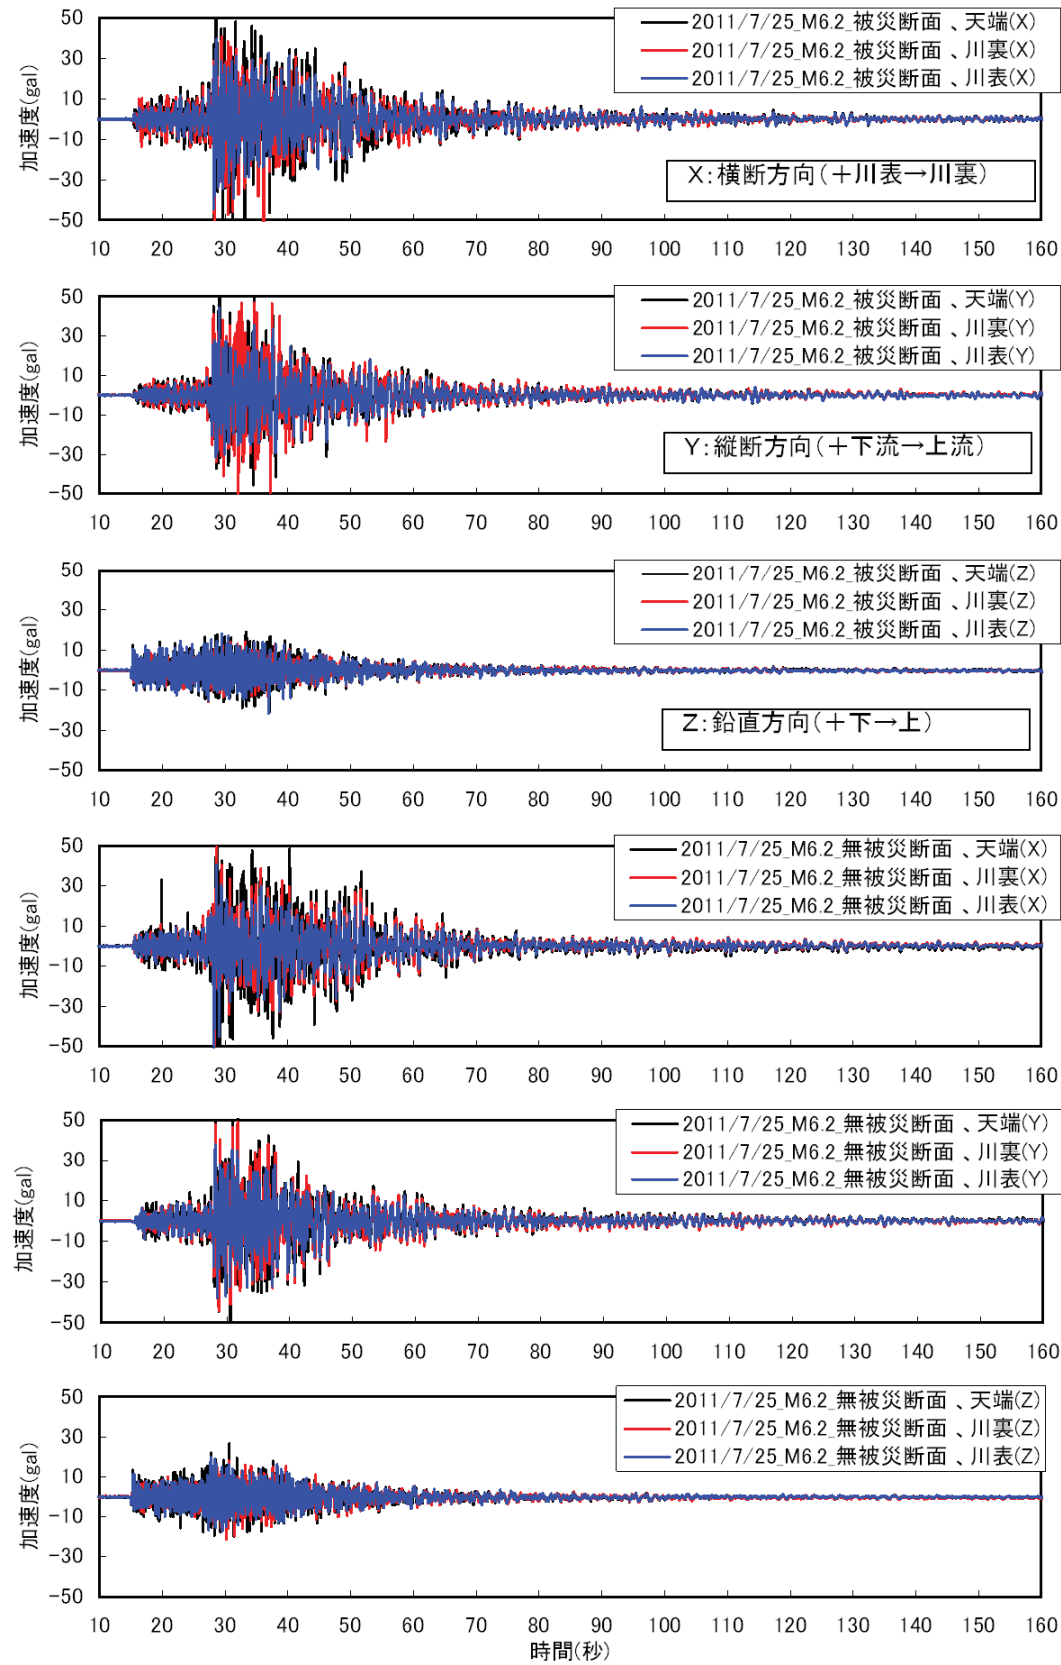 50
30
10
-10
-30
-50
加速度(gal)
2011/7/25_M6.2_被災断面 、天端(X)
2011/7/25_M6.2_被災断面 、川裏(X)
2011/7/25_M6.2_被災断面 、川表(X)
X:横断方向(+川表→川裏)
10 20 30 40 50 60 70 80 90 100 110 120 130 140 150 160
50
30
10
-10
-30
-50
加速度(gal)
2011/7/25_M6.2_被災断面 、天端(Y)
2011/7/25_M6.2_被災断面 、川裏(Y)
2011/7/25_M6.2_被災断面 、川表(Y)
Y:縦断方向(+下流→上流)
10 20 30 40 50 60 70 80 90 100 110 120 130 140 150 160
50
30
10
-10
-30
-50
加速度(gal)
2011/7/25_M6.2_被災断面 、天端(Z)
2011/7/25_M6.2_被災断面 、川裏(Z)
2011/7/25_M6.2_被災断面 、川表(Z)
Z:鉛直方向(+下→上)
10 20 30 40 50 60 70 80 90 100 110 120 130 140 150 160
50
30
10
-10
-30
-50
加速度(gal)
2011/7/25_M6.2_無被災断面 、天端(X)
2011/7/25_M6.2_無被災断面 、川裏(X)
2011/7/25_M6.2_無被災断面 、川表(X)
10 20 30 40 50 60 70 80 90 100 110 120 130 140 150 160
50
30
10
-10
-30
-50
加速度(gal)
2011/7/25_M6.2_無被災断面 、天端(Y)
2011/7/25_M6.2_無被災断面 、川裏(Y)
2011/7/25_M6.2_無被災断面 、川表(Y)
10 20 30 40 50 60 70 80 90 100 110 120 130 140 150 160
50
30
10
-10
-30
-50
加速度(gal)
2011/7/25_M6.2_無被災断面 、天端(Z)
2011/7/25_M6.2_無被災断面 、川裏(Z)
2011/7/25_M6.2_無被災断面 、川表(Z)
10 20 30 40 50 60 70 80 90 100 110 120 130 140 150 160
時間(秒)